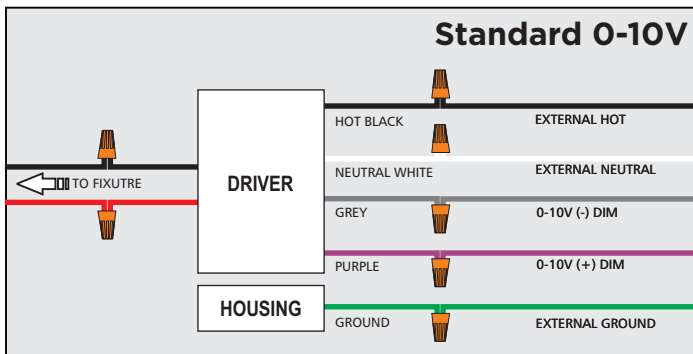 Standard 0-10V
HOT BLACK
EXTERNAL HOT
NEUTRAL WHITE
EXTERNAL NEUTRAL
TO FIXUTRE
DRIVER
GREY
0-10V (-) DIM
PURPLE
0-10V (+) DIM
HOUSING
GROUND
EXTERNAL GROUND